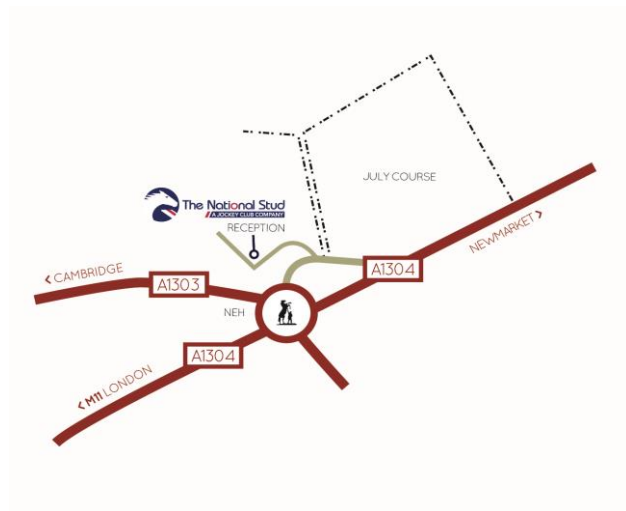 JULY COURSE
The National Stud
A JOCKEY CLUB COMPANY
RECEPTION
NEWMARKET >
< CAMBRIDGE
A1304
A1303
NEH
A1304
< M11 LONDON